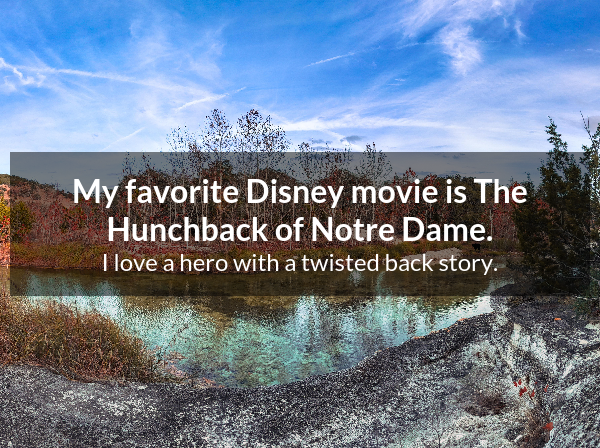 My favorite Disney movie is The
Hunchback of Notre Dame.
I love a hero with a twisted back story.